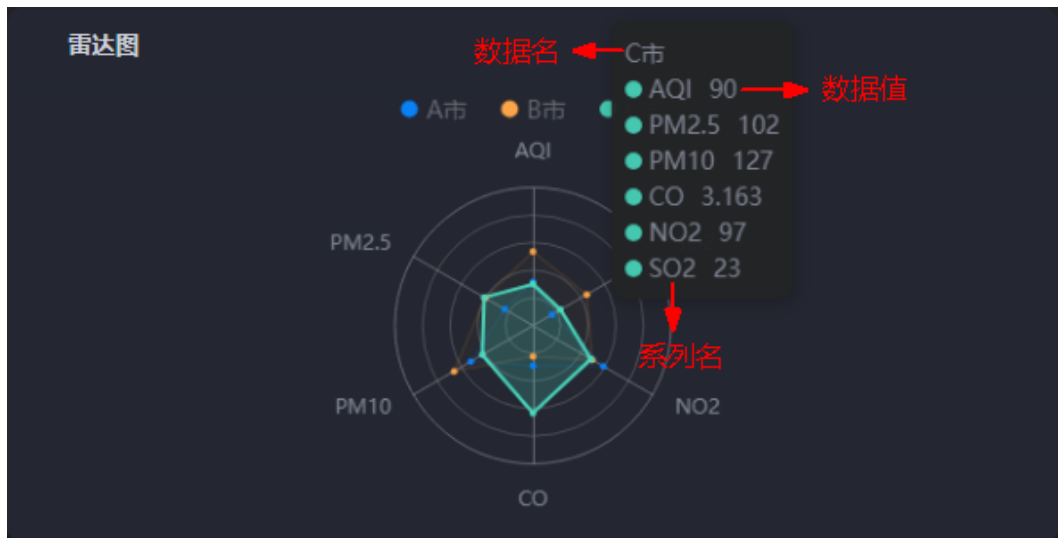 雷达图
数据名
C市
AQI 90
数据值
A市
B市
PM2.5 102
AQI
PM10 127
CO 3.163
PM2.5
NO2 97
SO2 23
系列名
PM10
NO2
CO